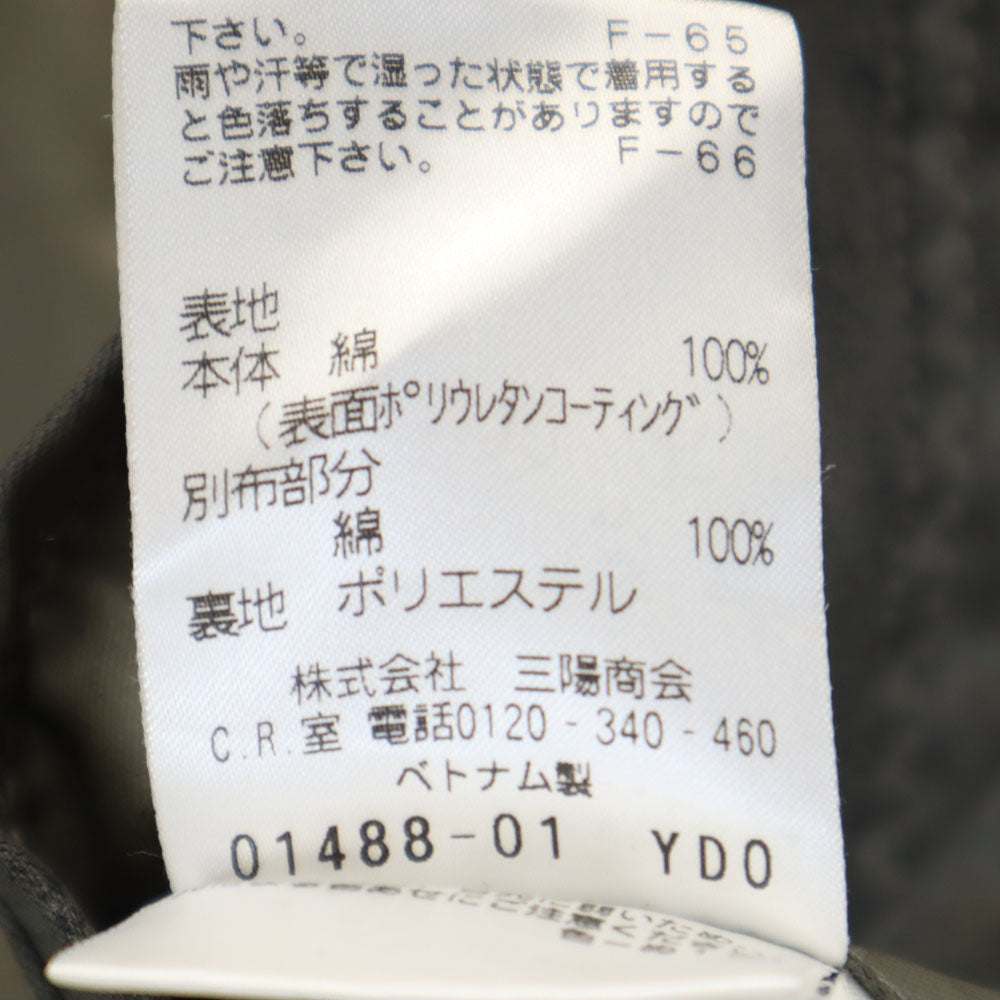 下さい。 F-65
雨や汗等で湿った状態で着用する
と色落ちすることがありますので
ご注意下さい。 F-66
表地
本体 綿 100%
(表面ポリウレタンコーティング)
別布部分
綿 100%
裏地 ポリエステル
株式会社 三陽商会
C.R.室 電話0120-340-460
ベトナム製
01488-01 YDO